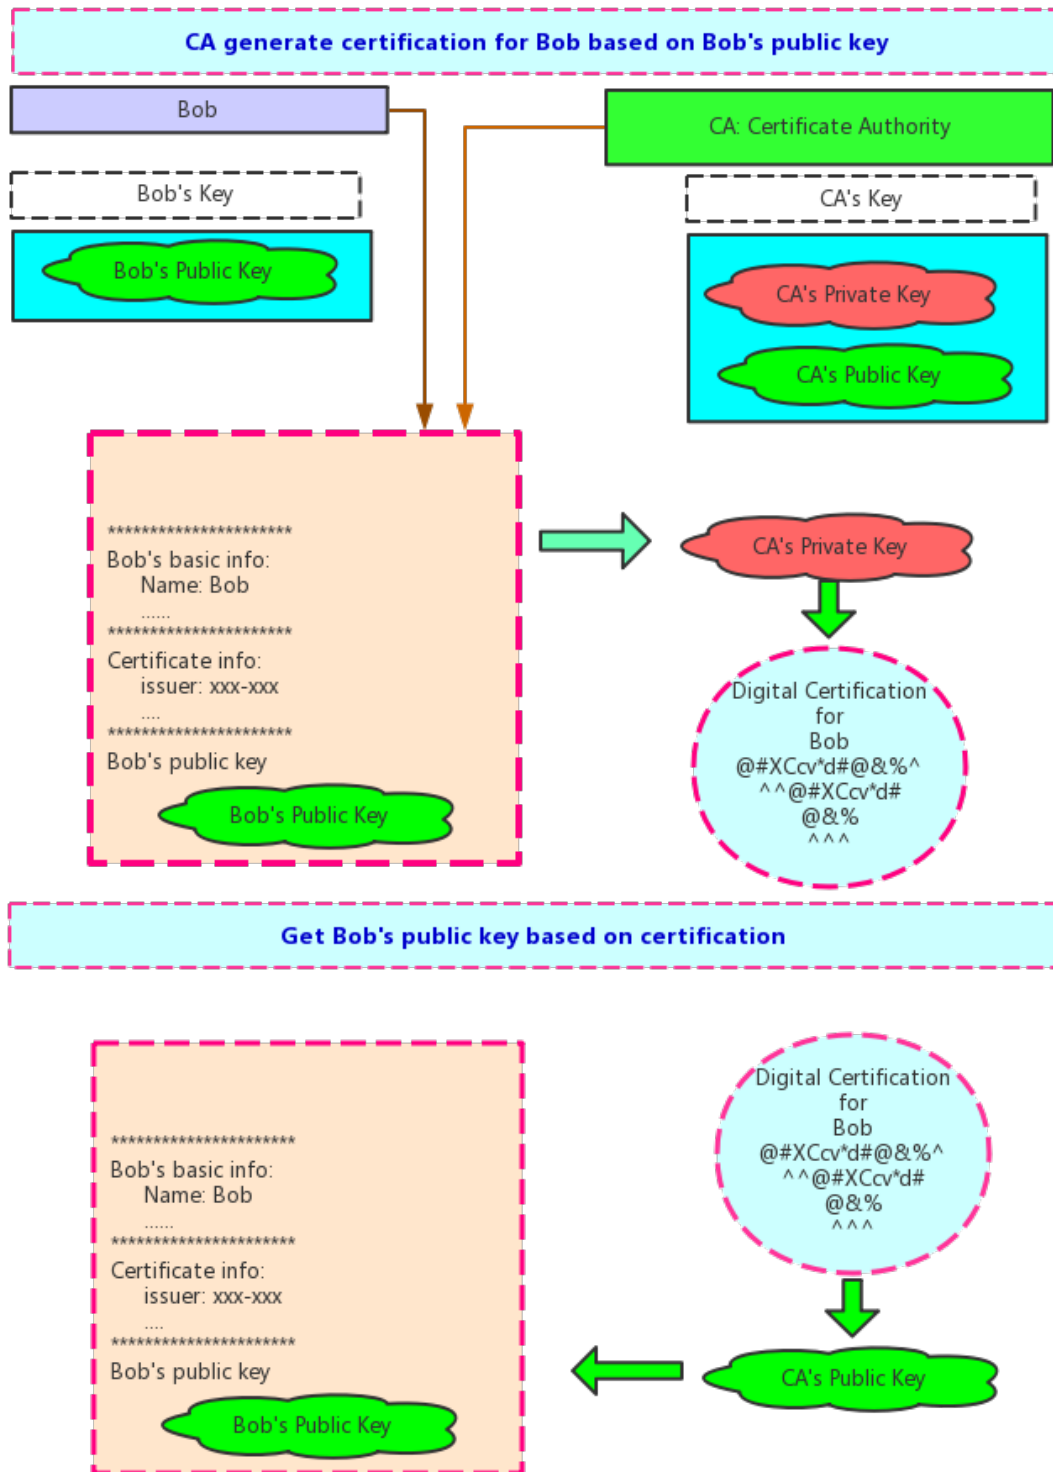 CA generate certification for Bob based on Bob's public key
Bob
CA: Certificate Authority
Bob's Key
CA's Key
Bob's Public Key
CA's Private Key
CA's Public Key
**********************
Bob's basic info:
Name: Bob
......
**********************
Certificate info:
issuer: xxx-xxx
....
**********************
Bob's public key
Bob's Public Key
CA's Private Key
Digital Certification
for
Bob
@#XCcv*d#@&%^
^^@#XCcv*d#
@&%
^^^
Get Bob's public key based on certification
**********************
Bob's basic info:
Name: Bob
......
**********************
Certificate info:
issuer: xxx-xxx
....
**********************
Bob's public key
Bob's Public Key
Digital Certification
for
Bob
@#XCcv*d#@&%^
^^@#XCcv*d#
@&%
^^^
CA's Public Key